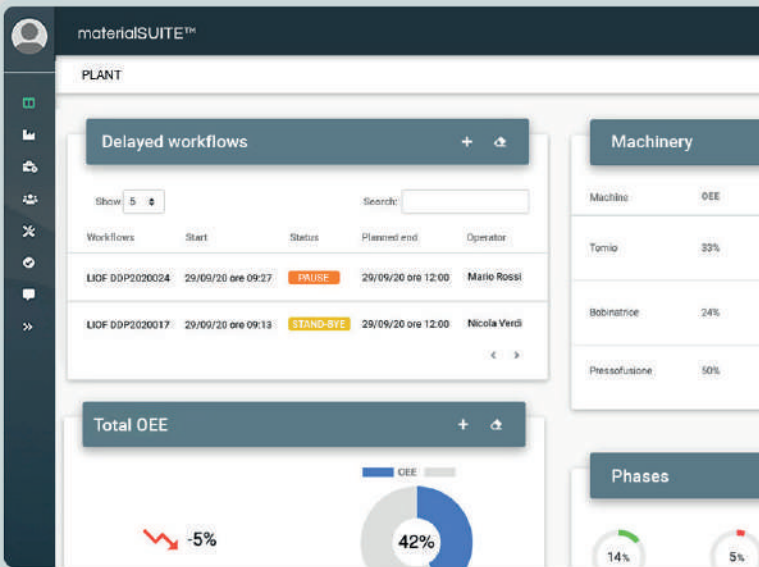 materialSUITE™
PLANT
Delayed workflows
Show 5
Search:
Workflows Start Status Planned end Operator
LIOF DDP2020024 29/09/20 ore 09:27 PAUSE 29/09/20 ore 12:00 Mario Rossi
LIOF DDP2020017 29/09/20 ore 09:13 STAND-BYE 29/09/20 ore 12:00 Nicola Verdi
Machinery
Machine OEE
Tornio 33%
Bobinatrice 24%
Pressofusione 50%
Total OEE
OEE
-5%
42%
Phases
14%
5%